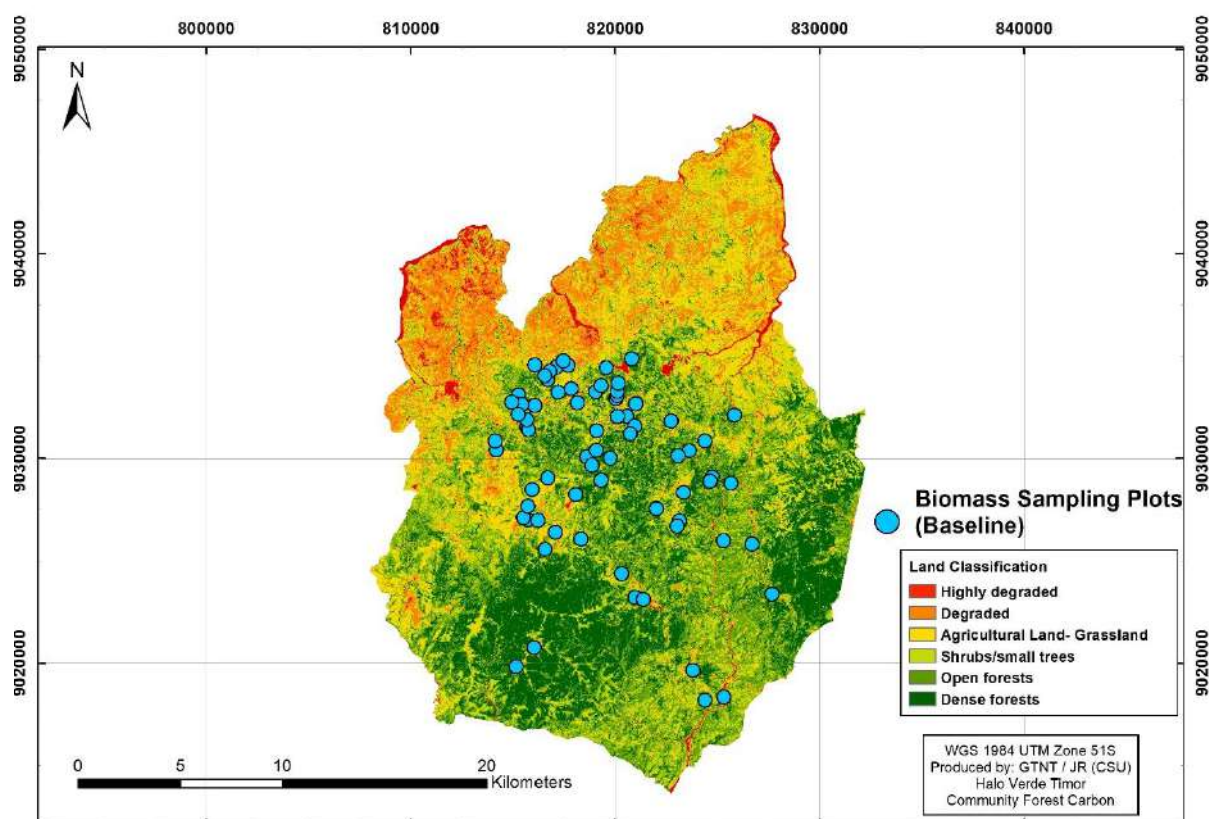 800000
810000
820000
830000
840000
9050000
9050000
N
9040000
9040000
9030000
9030000
Biomass Sampling Plots
(Baseline)
Land Classification
Highly degraded
Degraded
Agricultural Land- Grassland
Shrubs/small trees
Open forests
Dense forests
9020000
9020000
WGS 1984 UTM Zone 51S
Produced by: GTNT / JR (CSU)
Halo Verde Timor
Community Forest Carbon
0 5 10 20
Kilometers